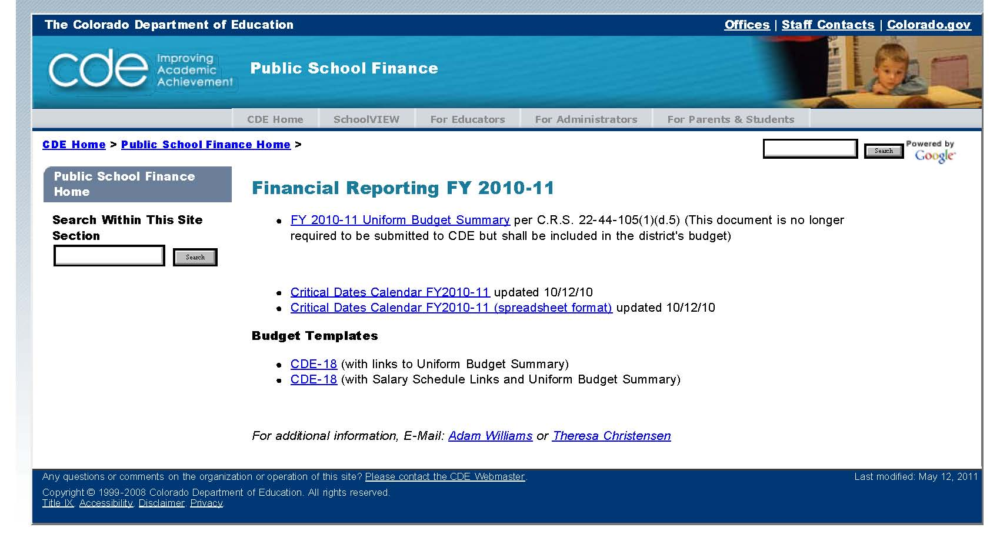 The Colorado Department of Education
Offices | Staff Contacts | Colorado.gov
cde Improving
Academic
Achievement
Public School Finance
CDE Home SchoolVIEW For Educators For Administrators For Parents & Students
CDE Home > Public School Finance Home >
Search
Powered by
Google
Public School Finance
Home
Search Within This Site
Section
Search
Financial Reporting FY 2010-11
● FY 2010-11 Uniform Budget Summary per C.R.S. 22-44-105(1)(d.5) (This document is no longer
required to be submitted to CDE but shall be included in the district's budget)
● Critical Dates Calendar FY2010-11 updated 10/12/10
● Critical Dates Calendar FY2010-11 (spreadsheet format) updated 10/12/10
Budget Templates
● CDE-18 (with links to Uniform Budget Summary)
● CDE-18 (with Salary Schedule Links and Uniform Budget Summary)
For additional information, E-Mail: Adam Williams or Theresa Christensen
Any questions or comments on the organization or operation of this site? Please contact the CDE Webmaster.
Last modified: May 12, 2011
Copyright © 1999-2008 Colorado Department of Education. All rights reserved.
Title IX. Accessibility. Disclaimer. Privacy.